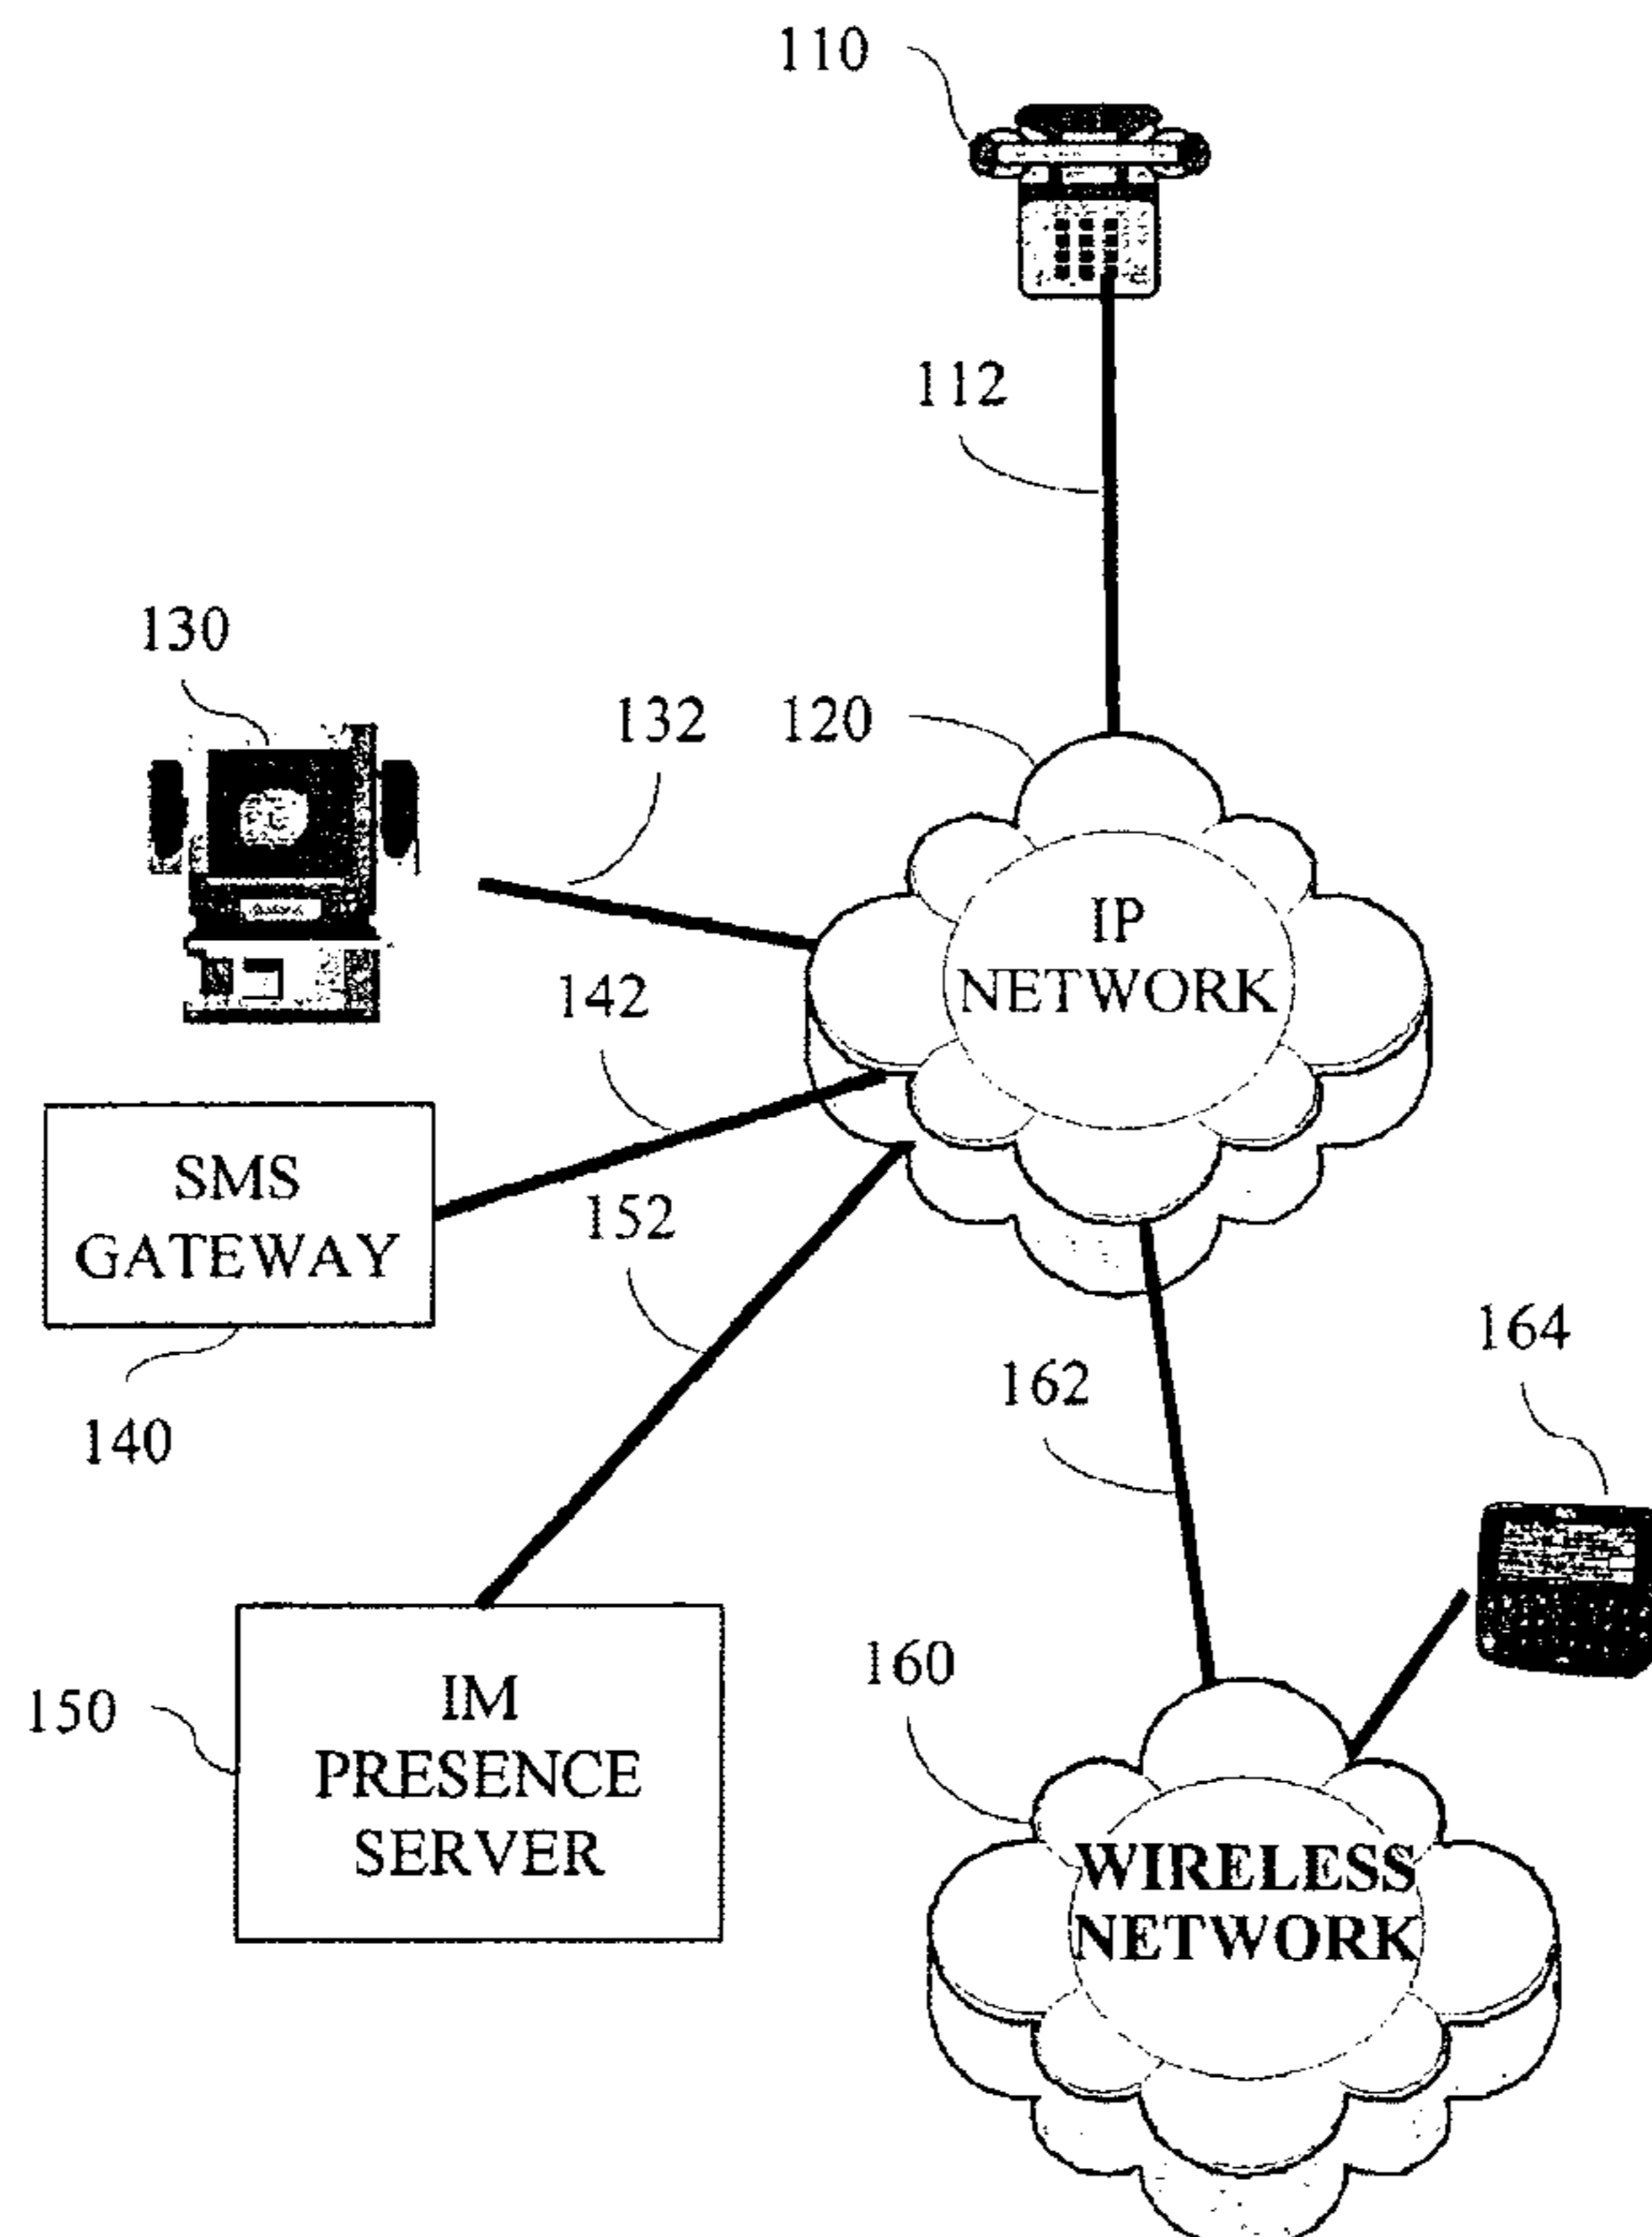 110
112
130
132
120
IP
NETWORK
142
SMS
GATEWAY
152
140
162
164
150
IM
PRESENCE
SERVER
160
WIRELESS
NETWORK